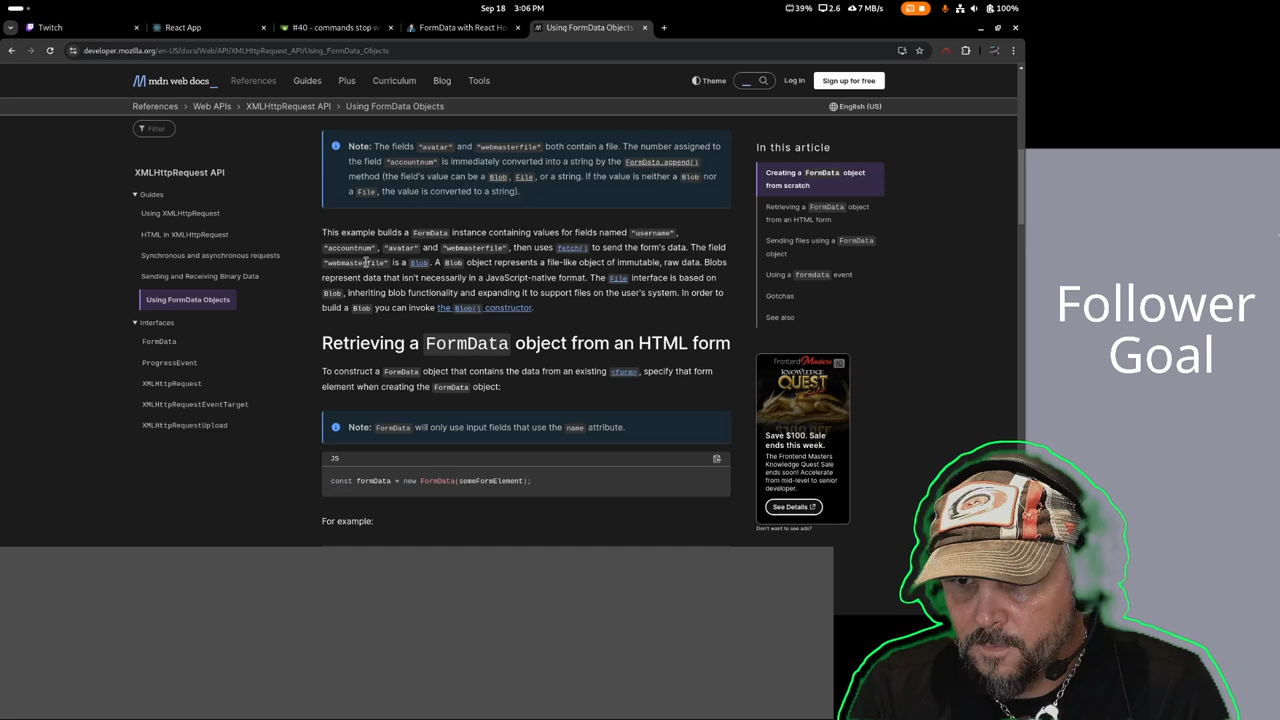 Sep 18 3:06 PM
39% 2.6 7 MB/s 100%
Twitch
React App
#40 - commands stop w
FormData with React Ho
Using FormData Objects
developer.mozilla.org/en-US/docs/Web/API/XMLHttpRequest_API/Using_FormData_Objects
mdn web docs_
References Guides Plus Curriculum Blog Tools
Theme
Log in
Sign up for free
References > Web APIs > XMLHttpRequest API > Using FormData Objects
English (US)
Filter
XMLHttpRequest API
Guides
Using XMLHttpRequest
HTML in XMLHttpRequest
Synchronous and asynchronous requests
Sending and Receiving Binary Data
Using FormData Objects
Interfaces
FormData
ProgressEvent
XMLHttpRequest
XMLHttpRequestEventTarget
XMLHttpRequestUpload
Note: The fields "avatar" and "webmasterfile" both contain a file. The number assigned to
the field "accountnum" is immediately converted into a string by the FormData.append()
method (the field's value can be a Blob, File, or a string. If the value is neither a Blob nor
a File, the value is converted to a string).
This example builds a FormData instance containing values for fields named "username",
"accountnum", "avatar" and "webmasterfile", then uses fetch() to send the form's data. The field
"webmasterfile" is a Blob. A Blob object represents a file-like object of immutable, raw data. Blobs
represent data that isn't necessarily in a JavaScript-native format. The File interface is based on
Blob, inheriting blob functionality and expanding it to support files on the user's system. In order to
build a Blob you can invoke the Blob() constructor.
Retrieving a FormData object from an HTML form
To construct a FormData object that contains the data from an existing <form>, specify that form
element when creating the FormData object:
Note: FormData will only use input fields that use the name attribute.
JS
const formData = new FormData(someFormElement);
For example:
In this article
Creating a FormData object
from scratch
Retrieving a FormData object
from an HTML form
Sending files using a FormData
object
Using a formdata event
Gotchas
See also
Frontend Masters
AD
KNOWLEDGE
QUEST
Save $100. Sale
ends this week.
The Frontend Masters
Knowledge Quest Sale
ends soon! Accelerate
from mid-level to senior
developer.
See Details
Don't want to see ads?
Follower
Goal